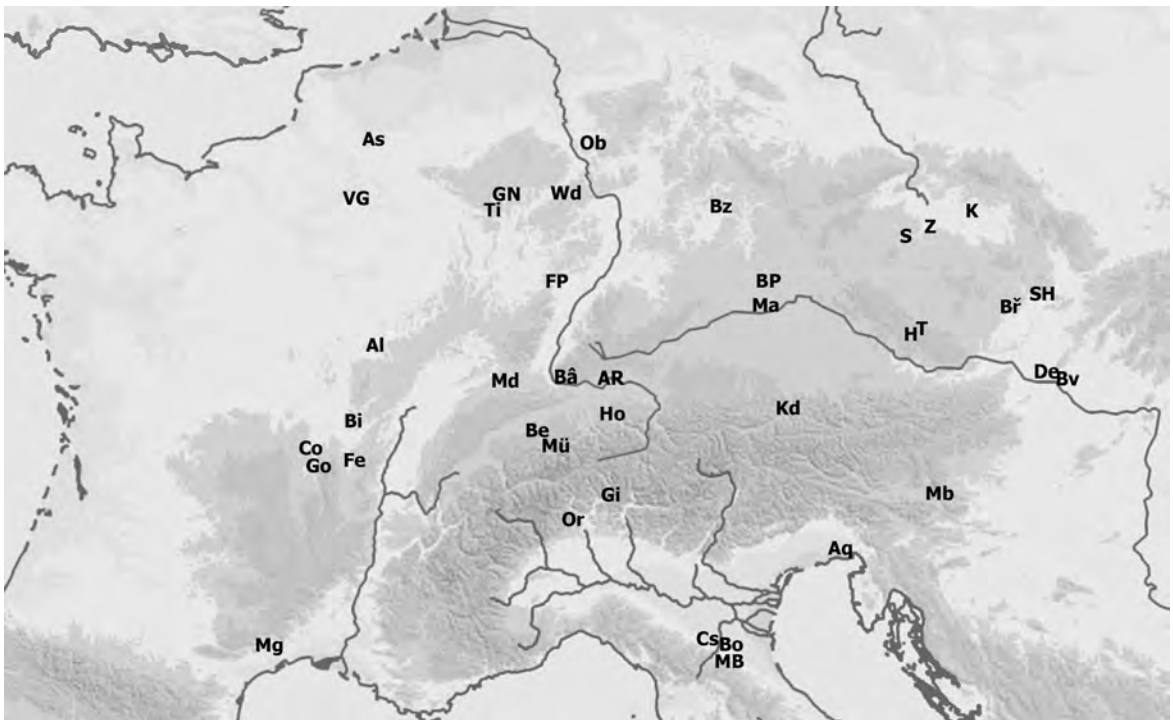 As
Ob
VG
GN
Wd
Ti
Bz
K
Z
S
FP
BP
Ma
SH
Bř
H
T
Al
Md
Bâ
AR
De
Bv
Kd
Ho
Bi
Be
Mü
Co
Go
Fe
Gi
Mb
Or
Aq
Mg
Cs
Bo
MB